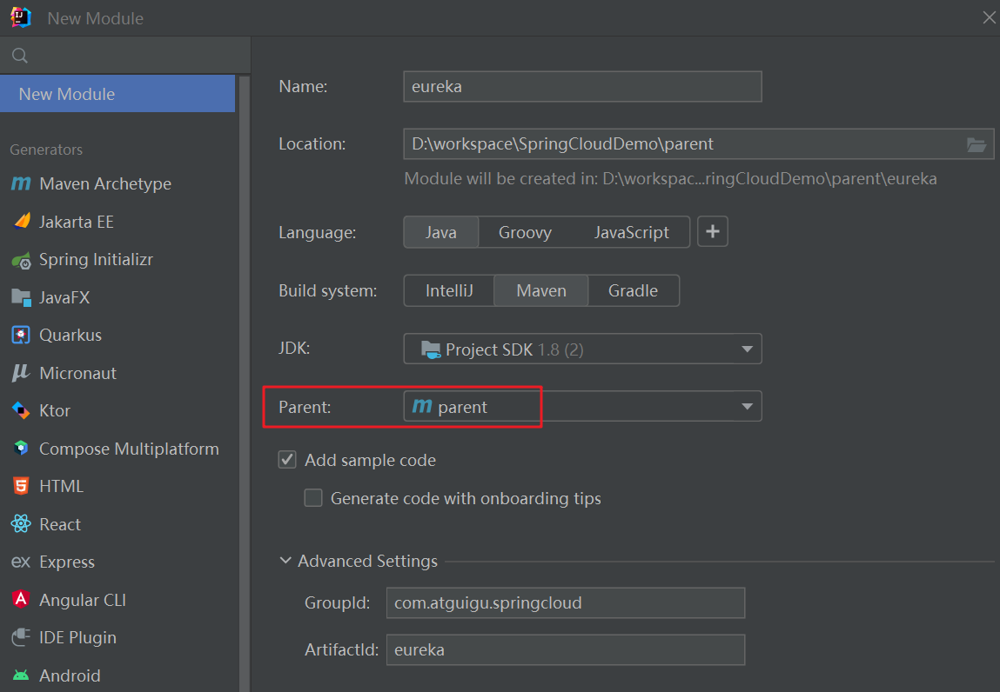 New Module
New Module
Generators
Maven Archetype
Jakarta EE
Spring Initializr
JavaFX
Quarkus
Micronaut
Ktor
Compose Multiplatform
HTML
React
Express
Angular CLI
IDE Plugin
Android
Name: eureka
Location: D:\workspace\SpringCloudDemo\parent
Module will be created in: D:\workspac...ringCloudDemo\parent\eureka
Language: Java Groovy JavaScript +
Build system: IntelliJ Maven Gradle
JDK: Project SDK 1.8 (2)
Parent: m parent
Add sample code
Generate code with onboarding tips
Advanced Settings
GroupId: com.atguigu.springcloud
ArtifactId: eureka